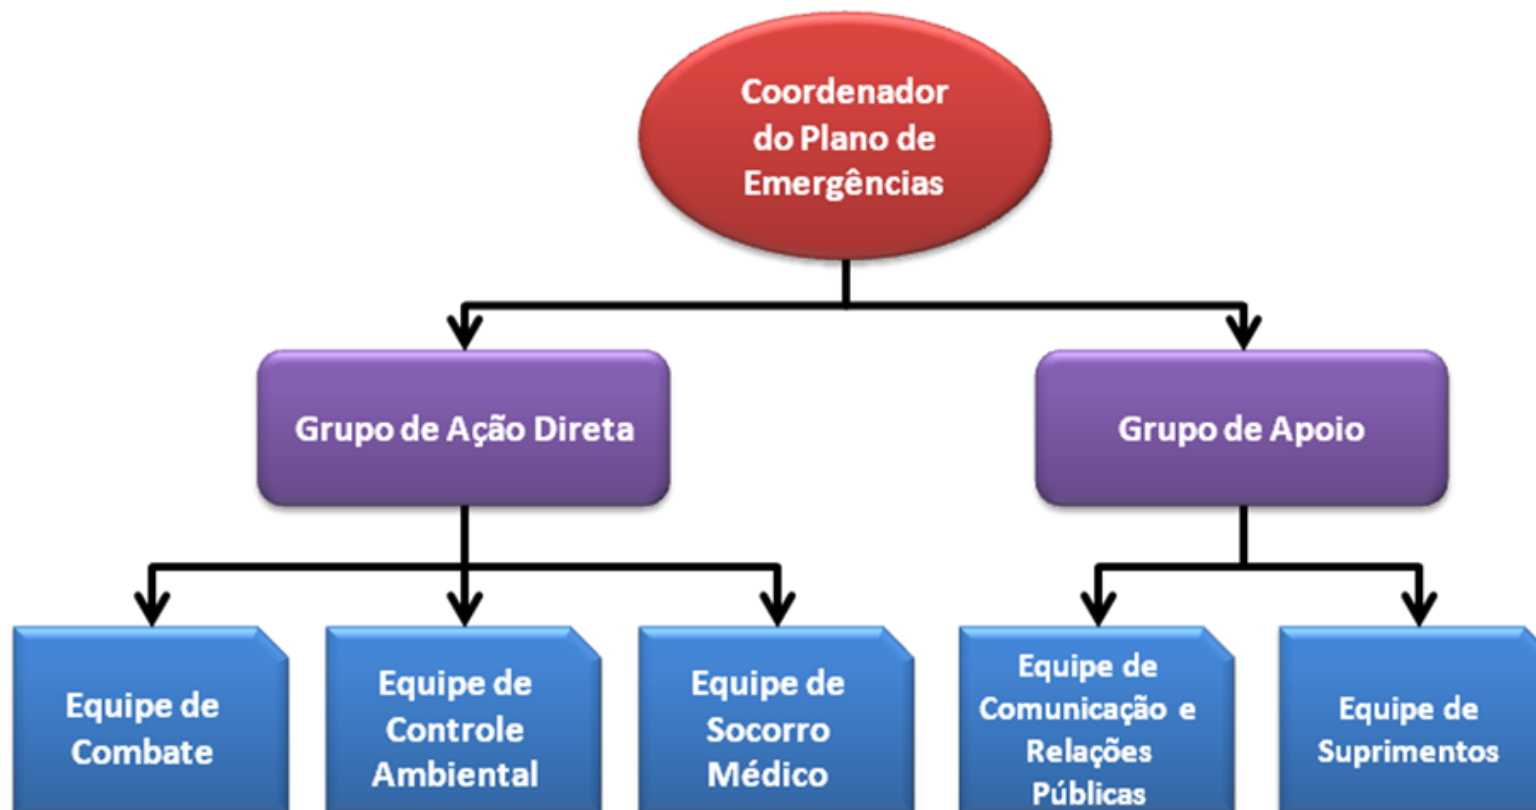 Coordenador
do Plano de
Emergências
Grupo de Ação Direta
Grupo de Apoio
Equipe de
Combate
Equipe de
Controle
Ambiental
Equipe de
Socorro
Médico
Equipe de
Comunicação e
Relações
Públicas
Equipe de
Suprimentos